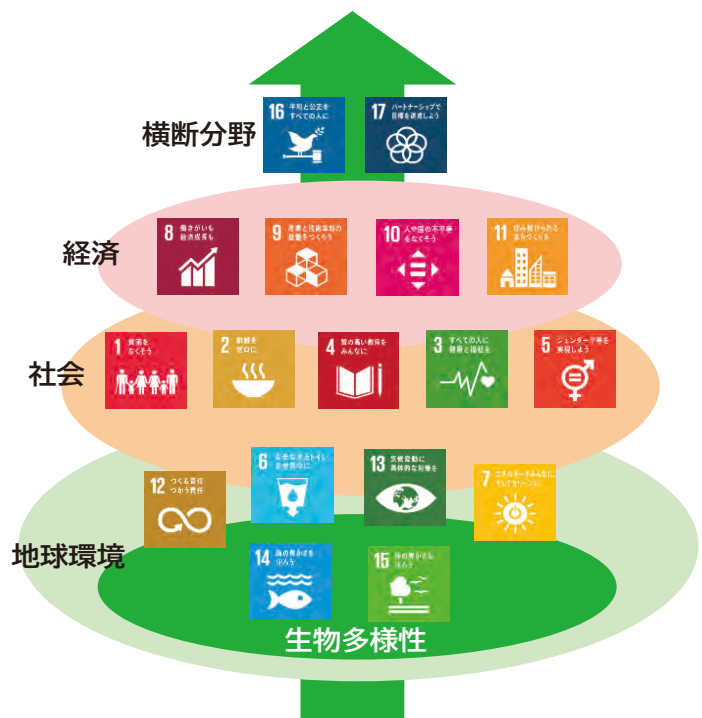 16 平和と公正を
すべての人に
17 パートナーシップで
目標を達成しよう
横断分野
8 働きがいも
経済成長も
9 産業と技術革新の
基盤をつくろう
10 人や国の不平等
をなくそう
11 住み続けられる
まちづくりを
経済
1 貧困を
なくそう
2 飢餓を
ゼロに
4 質の高い教育を
みんなに
3 すべての人に
健康と福祉を
5 ジェンダー平等を
実現しよう
社会
12 つくる責任
つかう責任
6 安全な水とトイレ
を世界中に
13 気候変動に
具体的な対策を
7 エネルギーをみんなに
そしてクリーンに
地球環境
14 海の豊かさを
守ろう
15 陸の豊かさも
守ろう
生物多様性